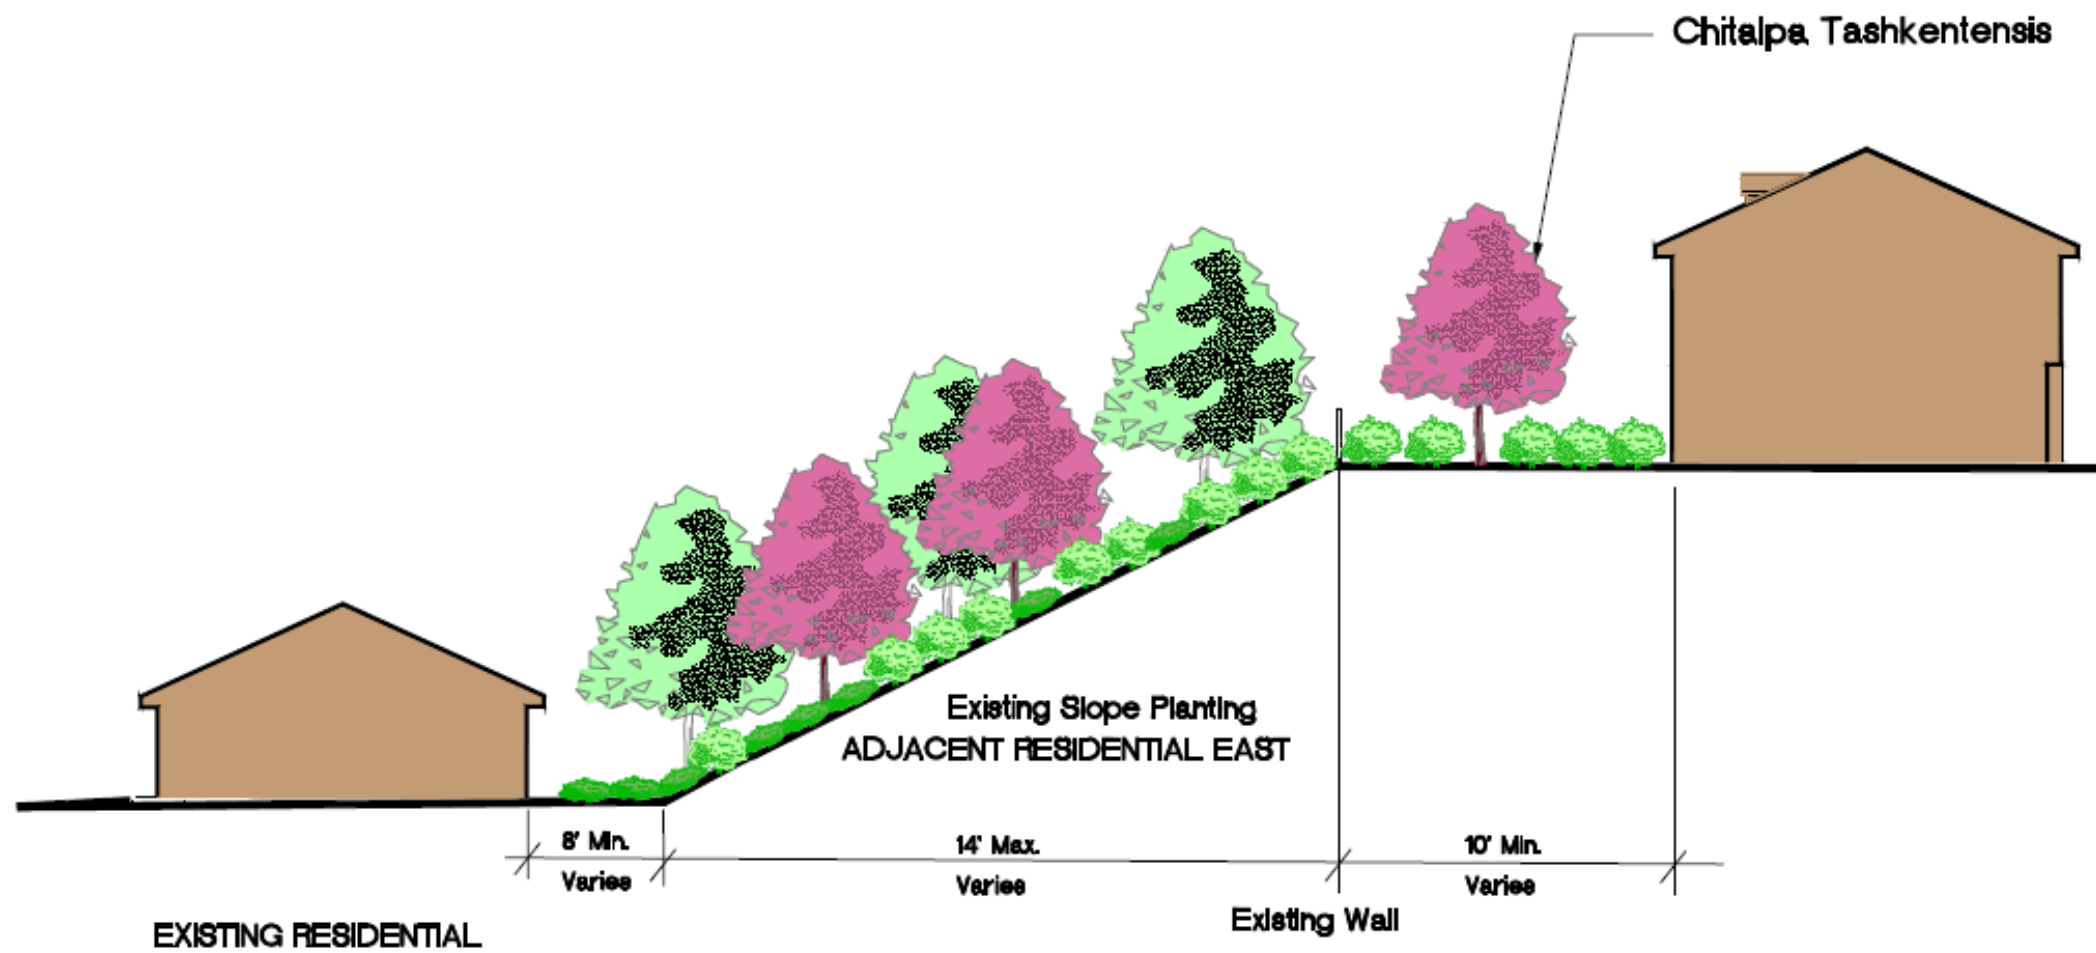 Chitalpa Tashkentensis
Existing Slope Planting
ADJACENT RESIDENTIAL EAST
8' Min.
Varies
14' Max.
Varies
10' Min.
Varies
Existing Wall
EXISTING RESIDENTIAL